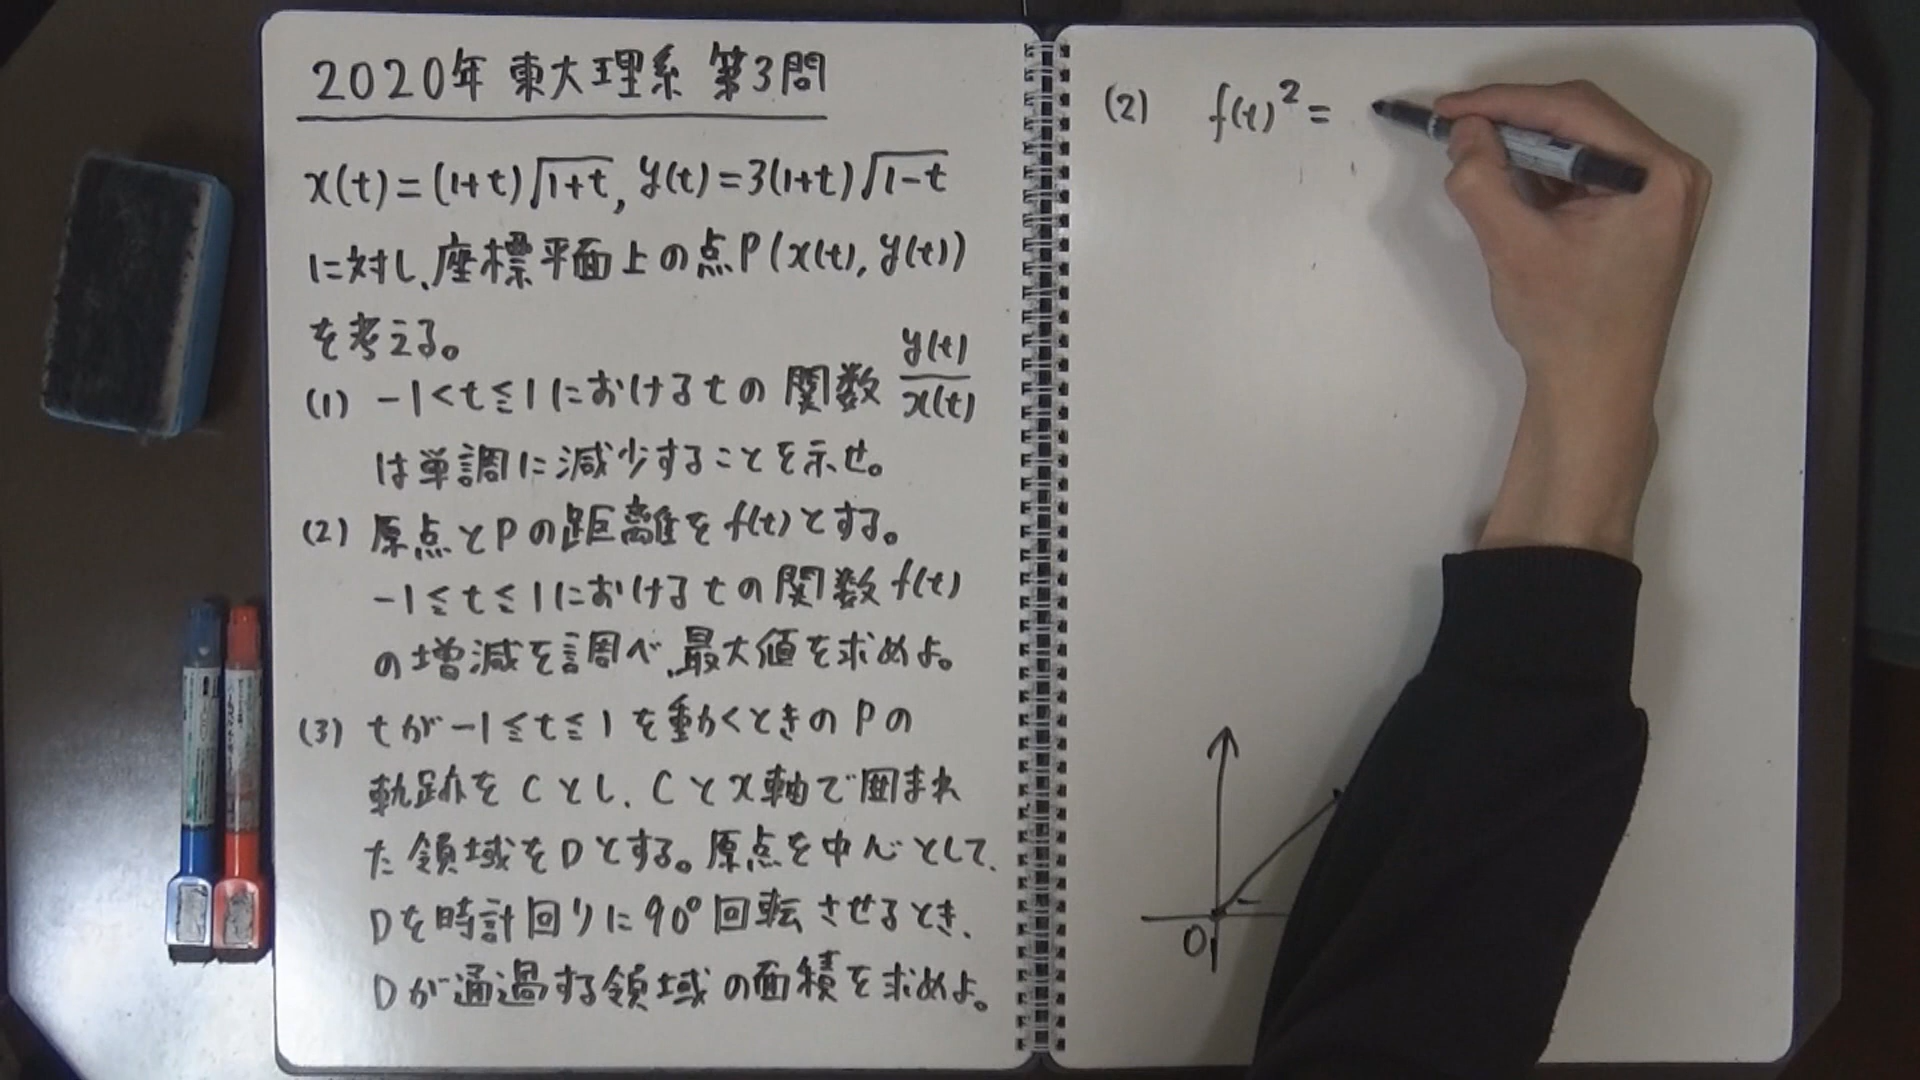 2020年 東大理系 第3問
x(t)=(1+t)√1+t, y(t)=3(1+t)√1-t
に対し、座標平面上の点P(x(t), y(t))
を考える。
(1) -1<t≦1におけるtの関数 y(t)/x(t)
は単調に減少することを示せ。
(2) 原点とPの距離をf(t)とする。
-1≦t≦1におけるtの関数f(t)
の増減を調べ、最大値を求めよ。
(3) tが-1≦t≦1を動くときのPの
軌跡をCとし、Cとx軸で囲まれ
た領域をDとする。原点を中心として、
Dを時計回りに90°回転させるとき、
Dが通過する領域の面積を求めよ。
(2) f(t)²=
O